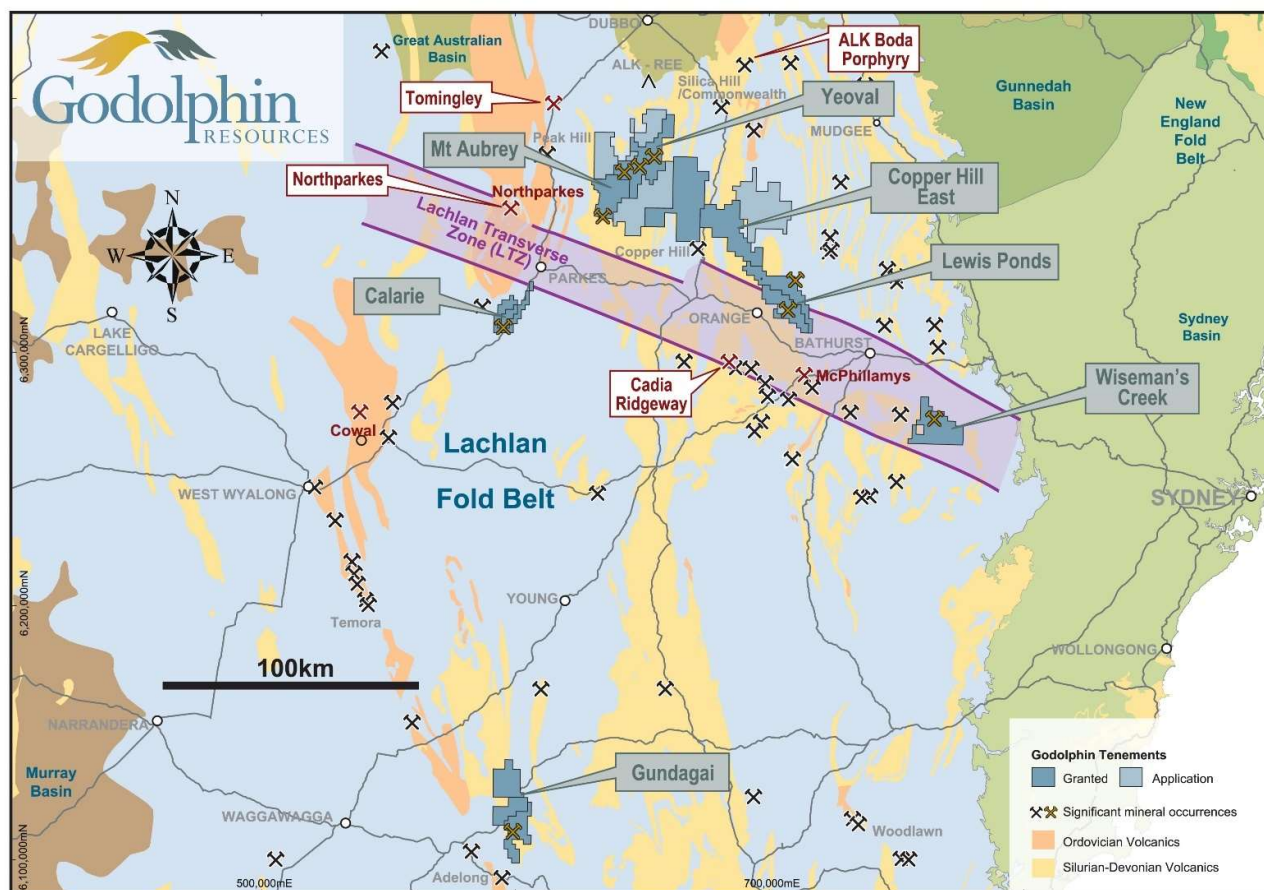 Godolphin
RESOURCES
Great Australian
Basin
DUBBO
ALK - REE
Silica Hill
/Commonwealth
ALK Boda
Porphyry
Yeoval
MUDGEE
Gunnedah
Basin
New
England
Fold
Belt
Tomingley
Peak Hill
Mt Aubrey
Northparkes
Northparkes
Lachlan Transverse
Zone (LTZ)
Copper Hill
East
Copper Hill
N
W
E
S
PARKES
Calarie
Lewis Ponds
ORANGE
BATHURST
LAKE
CARGELLIGO
Sydney
Basin
6,300,000mN
Cadia
Ridgeway
McPhillamys
Wiseman's
Creek
Cowal
Lachlan
Fold Belt
WEST WYALONG
SYDNEY
6,200,000mN
Temora
YOUNG
WOLLONGONG
100km
NARRANDERA
Murray
Basin
Gundagai
WAGGAWAGGA
Woodlawn
Adelong
6,100,000mN
500,000mE
700,000mE
Godolphin Tenements
Granted
Application
Significant mineral occurrences
Ordovician Volcanics
Silurian-Devonian Volcanics